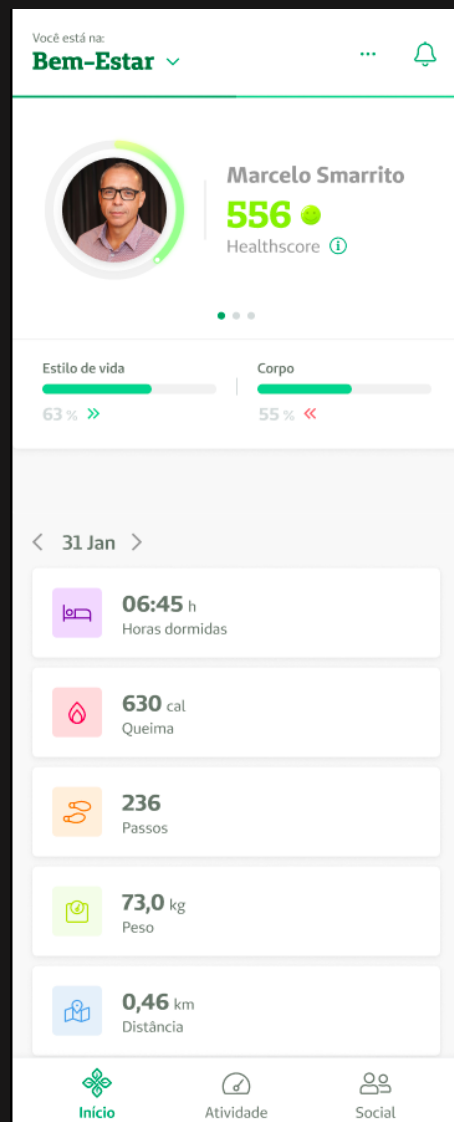 Você está na:
Bem-Estar
Marcelo Smarrito
556
Healthscore
Estilo de vida
63 %
Corpo
55 %
31 Jan
06:45 h
Horas dormidas
630 cal
Queima
236
Passos
73,0 kg
Peso
0,46 km
Distância
Início
Atividade
Social